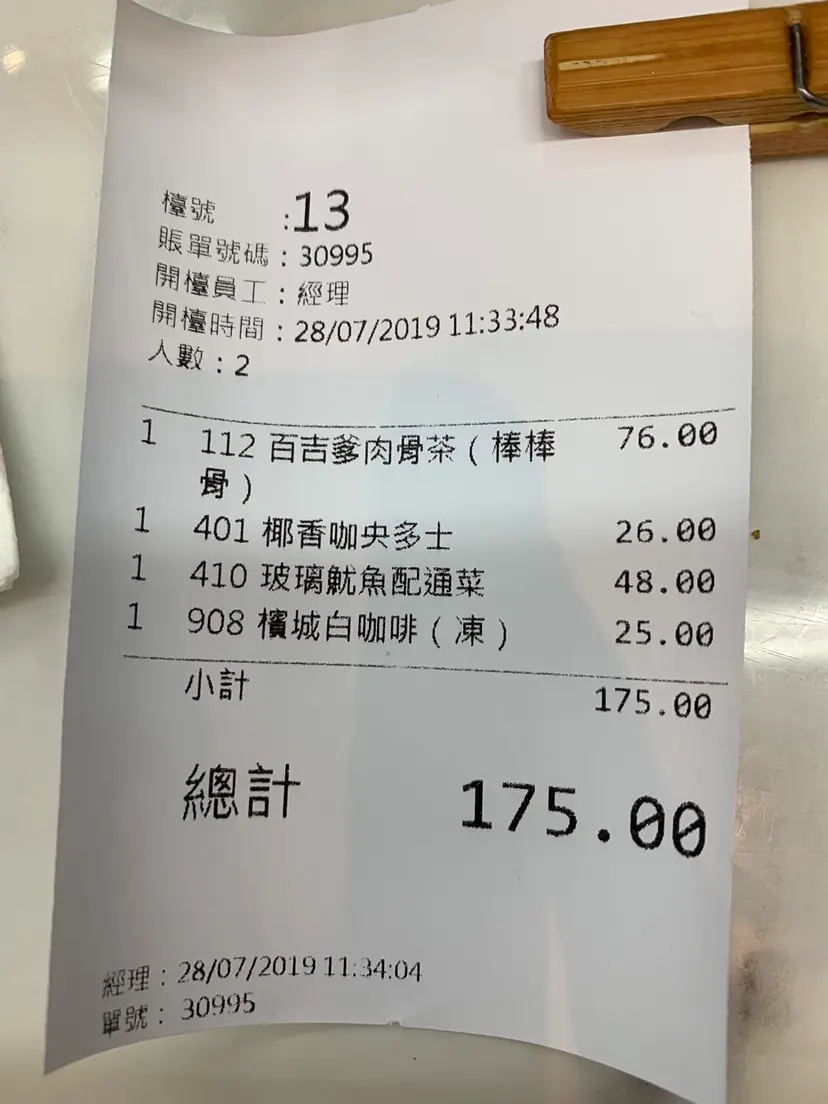 檯號 :13
賬單號碼：30995
開檯員工：經理
開檯時間：28/07/2019 11:33:48
人數：2
1 112 百吉爹肉骨茶（棒棒 76.00
骨）
1 401 椰香咖央多士 26.00
1 410 玻璃魷魚配通菜 48.00
1 908 檳城白咖啡（凍） 25.00
小計 175.00
總計 175.00
經理：28/07/2019 11:34:04
單號：30995